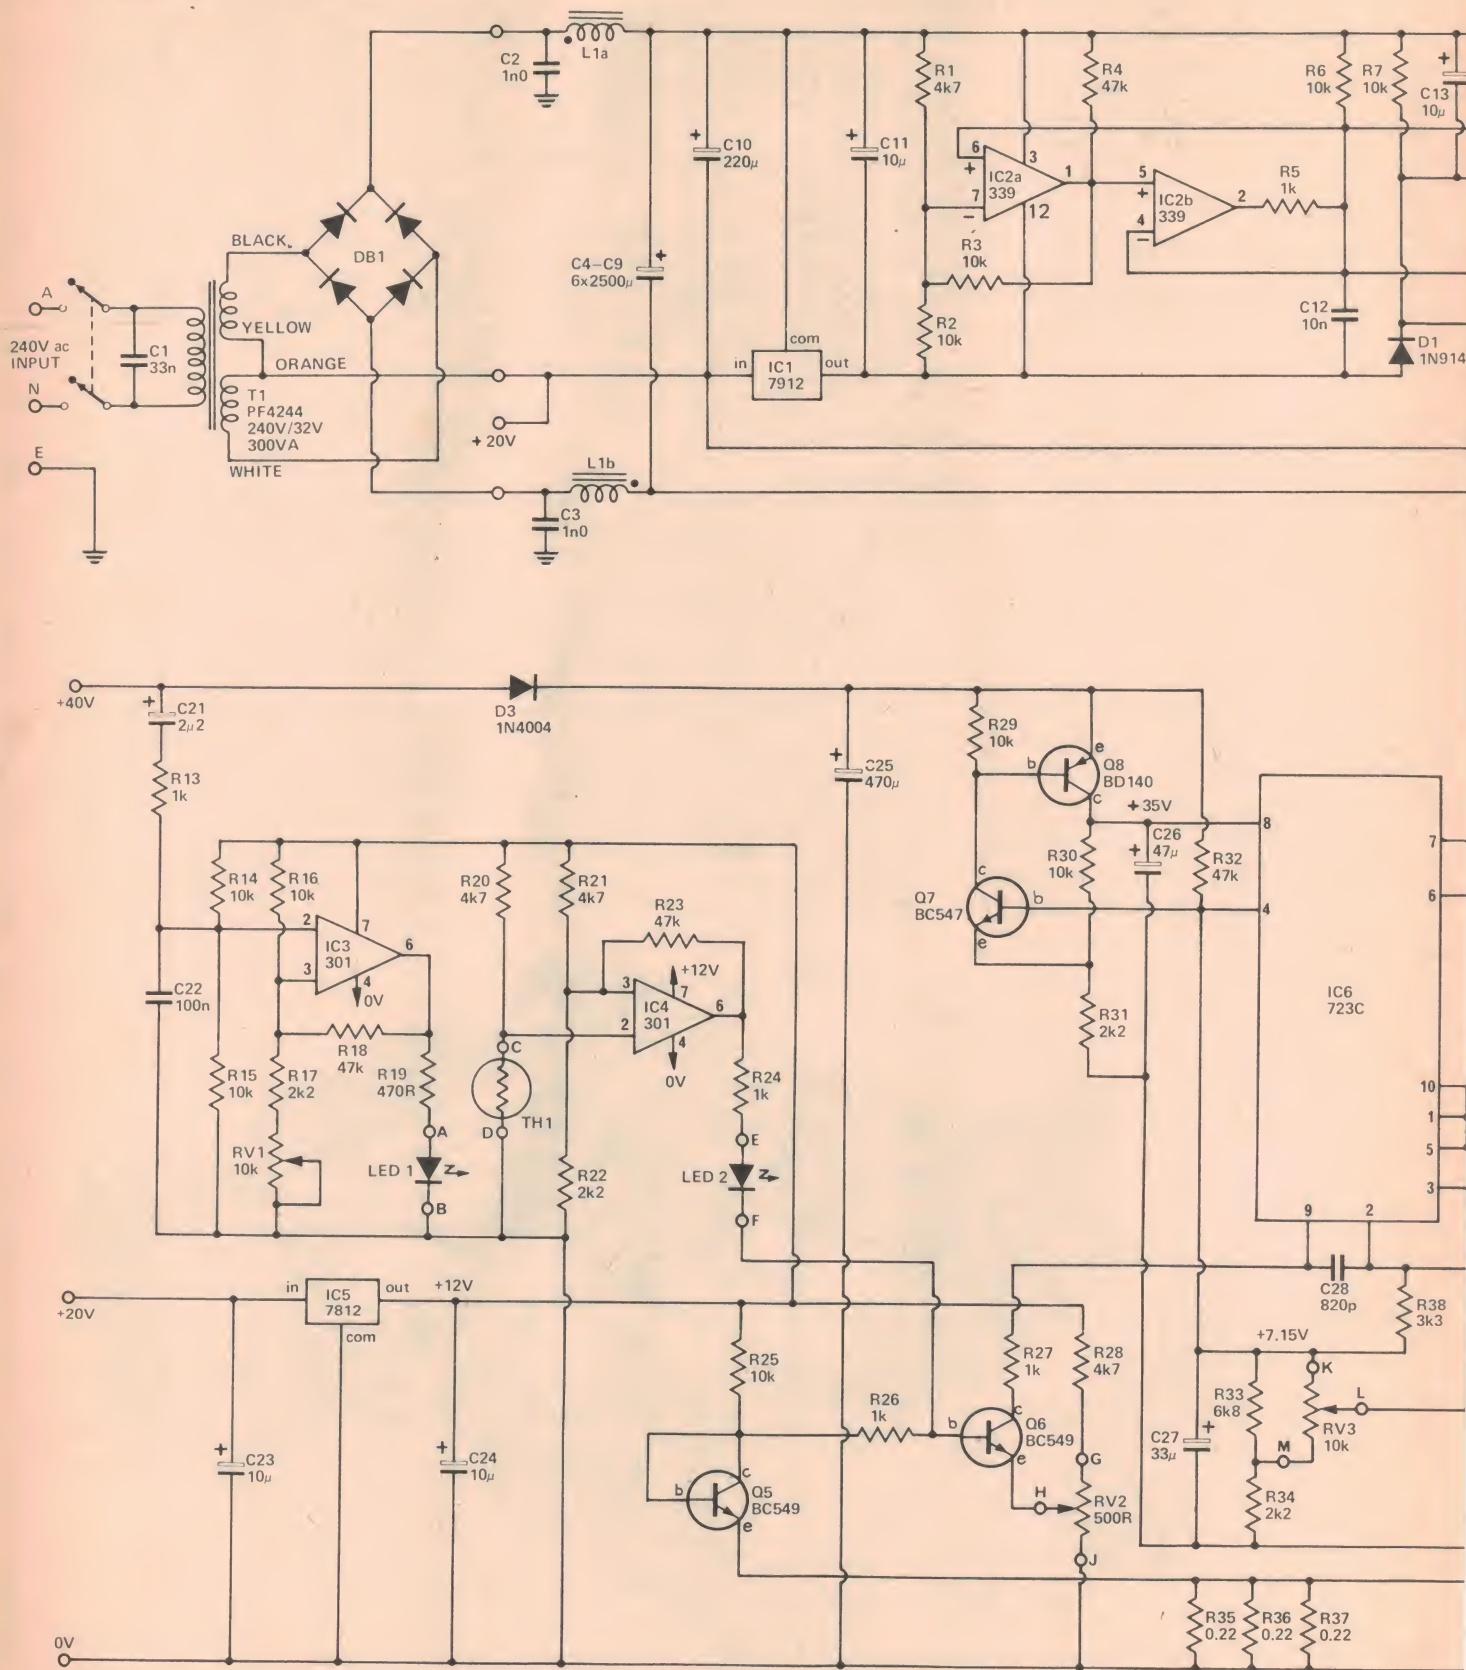 C2
1n0
L1a
R1
4k7
R4
47k
R6
10k
R7
10k
+
C13
10µ
+
C10
220µ
+
C11
10µ
6
+
3
IC2a
339
7
−
12
1
5
+
IC2b
339
4
−
2
R5
1k
BLACK
DB1
R3
10k
C4–C9
6x2500µ
+
A
240V ac
INPUT
N
E
C1
33n
YELLOW
ORANGE
T1
PF4244
240V/32V
300VA
WHITE
+20V
R2
10k
C12
10n
D1
1N914
in
com
IC1
7912
out
L1b
C3
1n0
+40V
+
C21
2µ2
D3
1N4004
R29
10k
b
e
Q8
BD140
c
+
C25
470µ
+35V
8
7
R13
1k
R14
10k
R16
10k
R20
4k7
R21
4k7
R23
47k
R30
10k
+
C26
47µ
R32
47k
c
Q7
BC547
b
e
4
6
2
7
IC3
301
3
4
6
0V
C22
100n
+12V
3
7
IC4
301
2
4
6
0V
IC6
723C
R31
2k2
R18
47k
R15
10k
R17
2k2
R19
470R
C
TH1
D
R24
1k
10
1
5
3
RV1
10k
A
LED 1
B
R22
2k2
E
LED 2
F
9
2
+20V
in
IC5
7812
out
com
+12V
C28
820p
R38
3k3
R25
10k
R27
1k
R28
4k7
+7.15V
K
R26
1k
b
c
Q6
BC549
e
R33
6k8
L
RV3
10k
+
C23
10µ
+
C24
10µ
G
C27
33µ
+
M
b
c
Q5
BC549
e
H
RV2
500R
R34
2k2
J
R35
0.22
R36
0.22
R37
0.22
0V